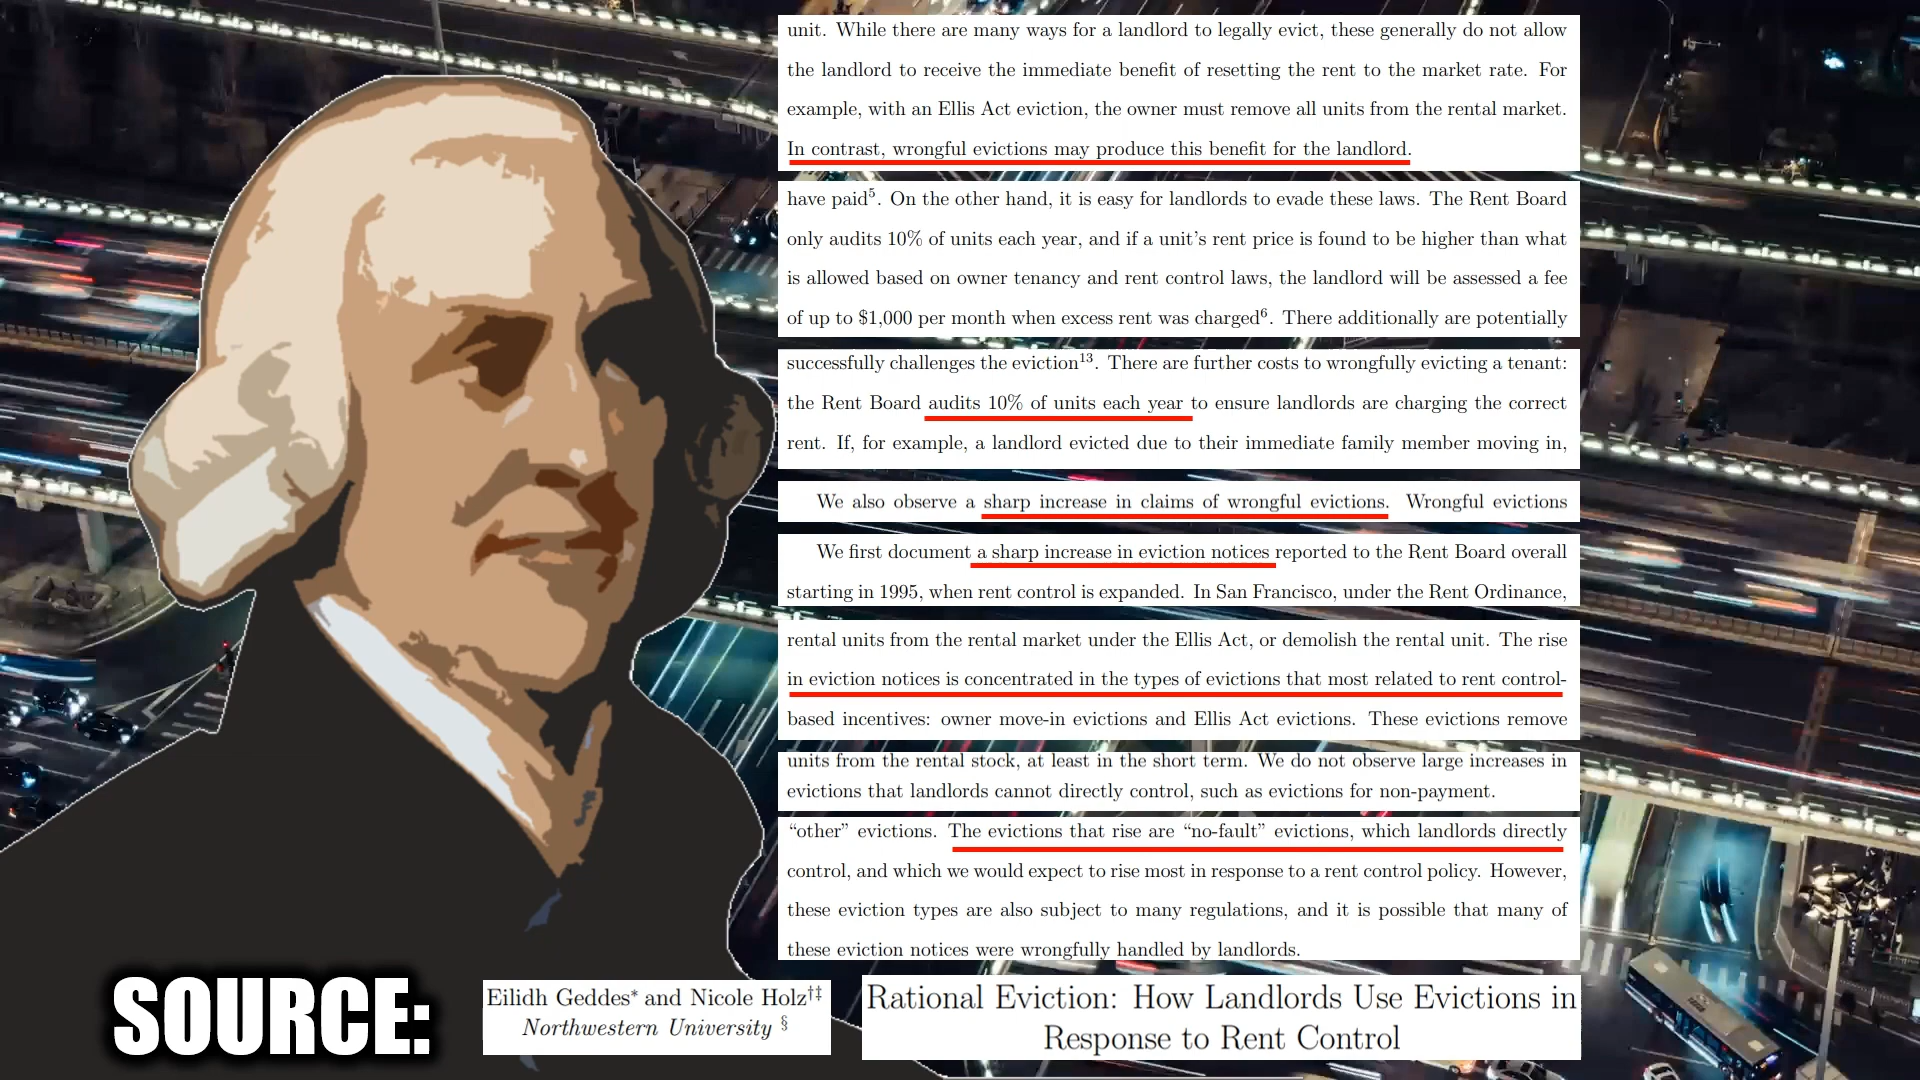 unit. While there are many ways for a landlord to legally evict, these generally do not allow
the landlord to receive the immediate benefit of resetting the rent to the market rate. For
example, with an Ellis Act eviction, the owner must remove all units from the rental market.
In contrast, wrongful evictions may produce this benefit for the landlord.
have paid⁵. On the other hand, it is easy for landlords to evade these laws. The Rent Board
only audits 10% of units each year, and if a unit's rent price is found to be higher than what
is allowed based on owner tenancy and rent control laws, the landlord will be assessed a fee
of up to $1,000 per month when excess rent was charged⁶. There additionally are potentially
successfully challenges the eviction¹³. There are further costs to wrongfully evicting a tenant:
the Rent Board audits 10% of units each year to ensure landlords are charging the correct
rent. If, for example, a landlord evicted due to their immediate family member moving in,
We also observe a sharp increase in claims of wrongful evictions. Wrongful evictions
We first document a sharp increase in eviction notices reported to the Rent Board overall
starting in 1995, when rent control is expanded. In San Francisco, under the Rent Ordinance,
rental units from the rental market under the Ellis Act, or demolish the rental unit. The rise
in eviction notices is concentrated in the types of evictions that most related to rent control-
based incentives: owner move-in evictions and Ellis Act evictions. These evictions remove
units from the rental stock, at least in the short term. We do not observe large increases in
evictions that landlords cannot directly control, such as evictions for non-payment.
“other” evictions. The evictions that rise are “no-fault” evictions, which landlords directly
control, and which we would expect to rise most in response to a rent control policy. However,
these eviction types are also subject to many regulations, and it is possible that many of
these eviction notices were wrongfully handled by landlords.
SOURCE:
Eilidh Geddes* and Nicole Holz†‡
Northwestern University §
Rational Eviction: How Landlords Use Evictions in
Response to Rent Control